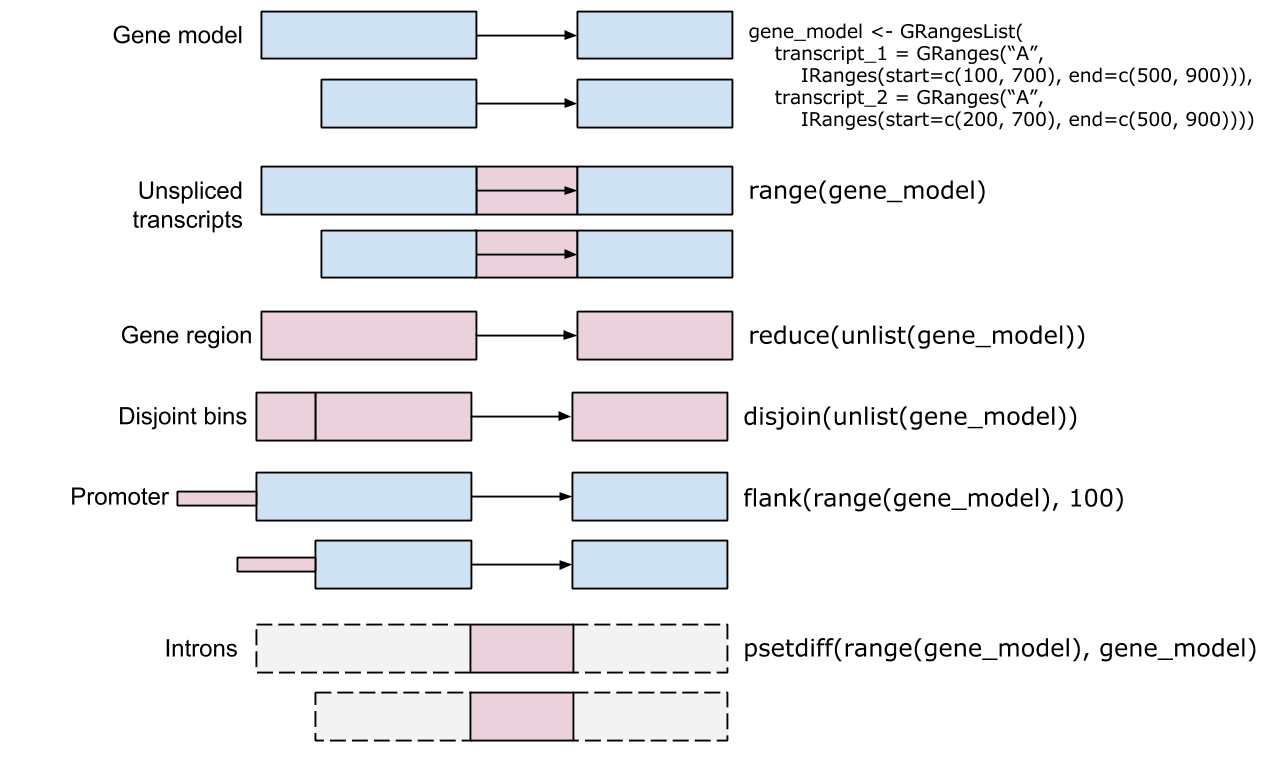 Gene model
gene_model <- GRangesList(
transcript_1 = GRanges(“A”,
IRanges(start=c(100, 700), end=c(500, 900))),
transcript_2 = GRanges(“A”,
IRanges(start=c(200, 700), end=c(500, 900))))
Unspliced
transcripts
range(gene_model)
Gene region
reduce(unlist(gene_model))
Disjoint bins
disjoin(unlist(gene_model))
Promoter
flank(range(gene_model), 100)
Introns
psetdiff(range(gene_model), gene_model)